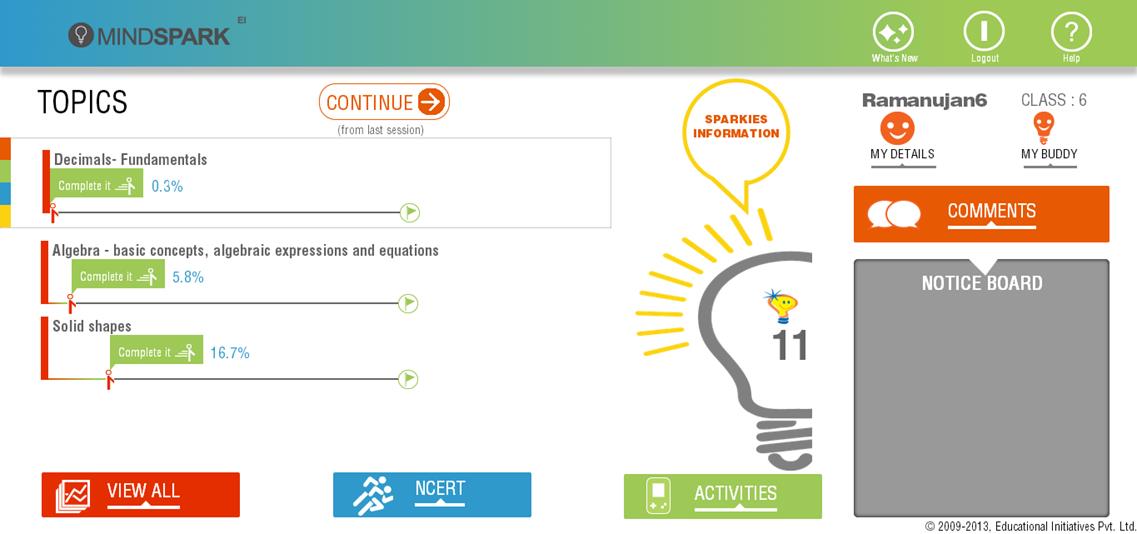 MINDSPARK EI
What's New
Logout
Help
TOPICS
CONTINUE
(from last session)
Decimals- Fundamentals
Complete it
0.3%
Algebra - basic concepts, algebraic expressions and equations
Complete it
5.8%
Solid shapes
Complete it
16.7%
VIEW ALL
NCERT
ACTIVITIES
SPARKIES
INFORMATION
11
Ramanujan6
CLASS : 6
MY DETAILS
MY BUDDY
COMMENTS
NOTICE BOARD
© 2009-2013, Educational Initiatives Pvt. Ltd.